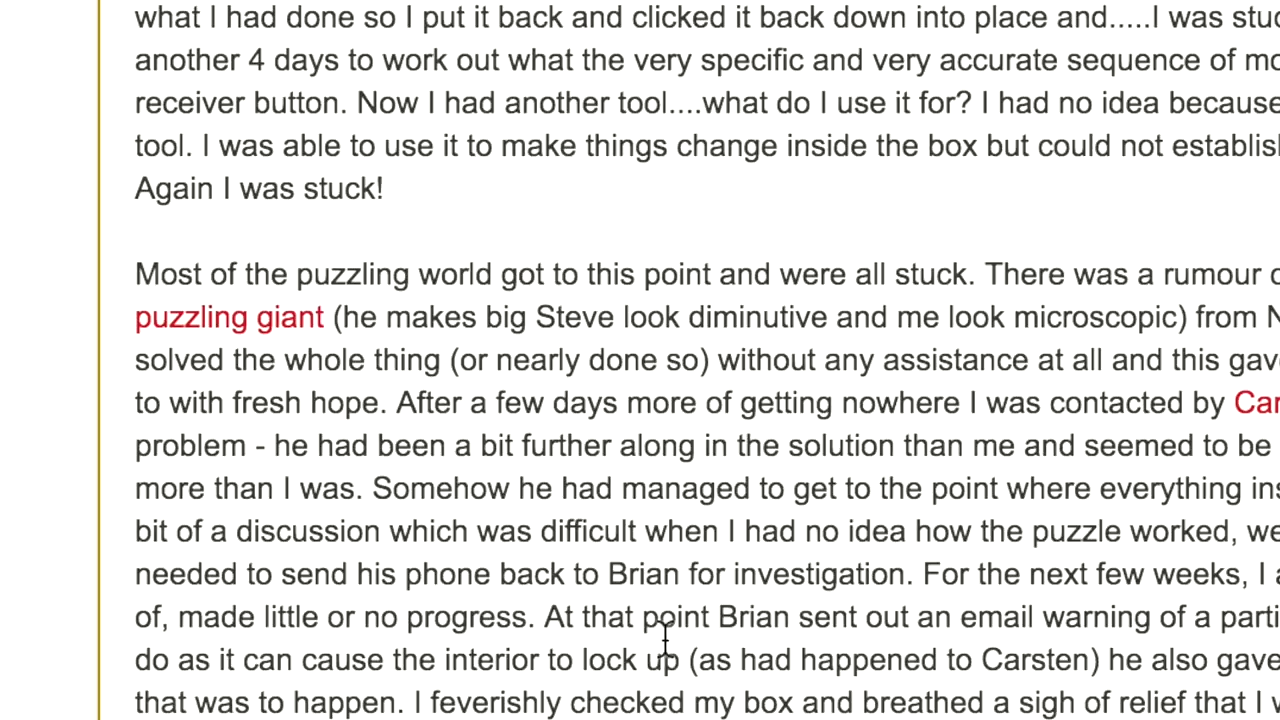 what I had done so I put it back and clicked it back down into place and.....I was
another 4 days to work out what the very specific and very accurate sequence of
receiver button. Now I had another tool....what do I use it for? I had no idea because
tool. I was able to use it to make things change inside the box but could not
Again I was stuck!
Most of the puzzling world got to this point and were all stuck. There was a rumour
puzzling giant (he makes big Steve look diminutive and me look microscopic) from
solved the whole thing (or nearly done so) without any assistance at all and this
to with fresh hope. After a few days more of getting nowhere I was contacted by
problem - he had been a bit further along in the solution than me and seemed to be
more than I was. Somehow he had managed to get to the point where everything
bit of a discussion which was difficult when I had no idea how the puzzle worked,
needed to send his phone back to Brian for investigation. For the next few weeks, I
of, made little or no progress. At that point Brian sent out an email warning of a
do as it can cause the interior to lock up (as had happened to Carsten) he also gave
that was to happen. I feverishly checked my box and breathed a sigh of relief that I